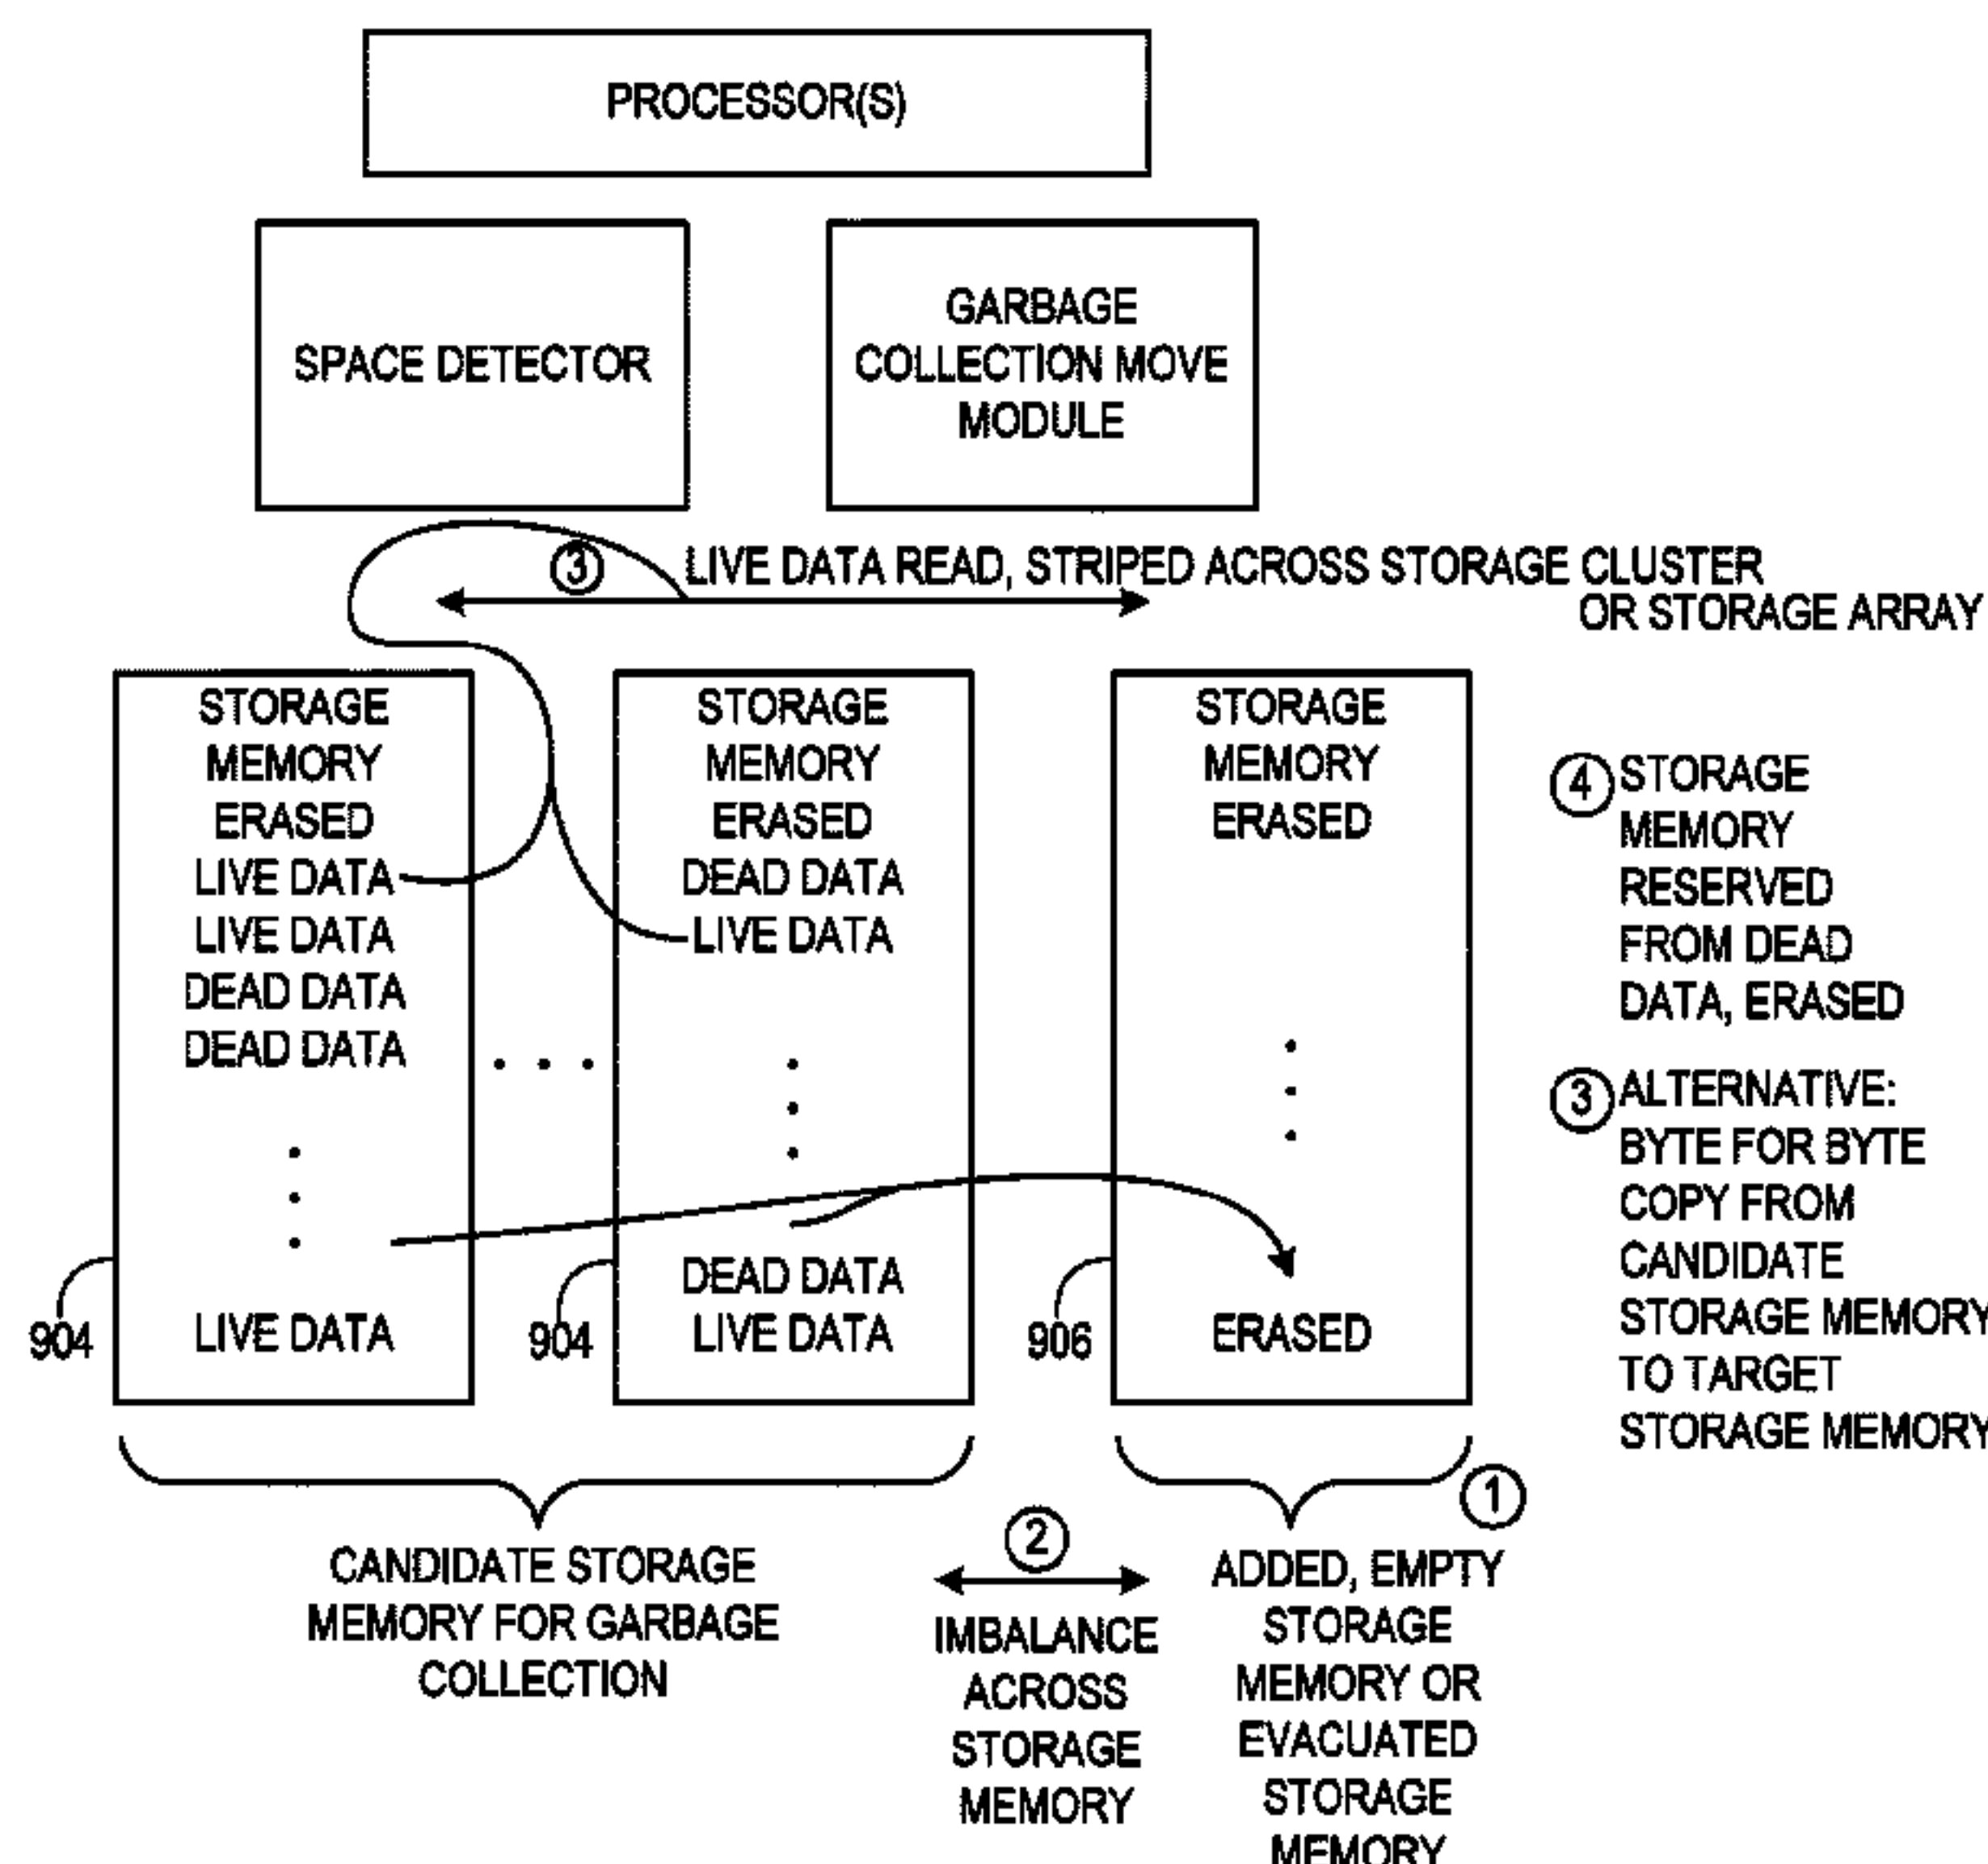 PROCESSOR(S)
SPACE DETECTOR
GARBAGE
COLLECTION MOVE
MODULE
3 LIVE DATA READ, STRIPED ACROSS STORAGE CLUSTER
OR STORAGE ARRAY
STORAGE
MEMORY
ERASED
LIVE DATA
LIVE DATA
DEAD DATA
DEAD DATA
LIVE DATA
904
STORAGE
MEMORY
ERASED
DEAD DATA
LIVE DATA
DEAD DATA
LIVE DATA
904
STORAGE
MEMORY
ERASED
ERASED
906
4 STORAGE
MEMORY
RESERVED
FROM DEAD
DATA, ERASED
3 ALTERNATIVE:
BYTE FOR BYTE
COPY FROM
CANDIDATE
STORAGE MEMORY
TO TARGET
STORAGE MEMORY
CANDIDATE STORAGE
MEMORY FOR GARBAGE
COLLECTION
2
IMBALANCE
ACROSS
STORAGE
MEMORY
1
ADDED, EMPTY
STORAGE
MEMORY OR
EVACUATED
STORAGE
MEMORY